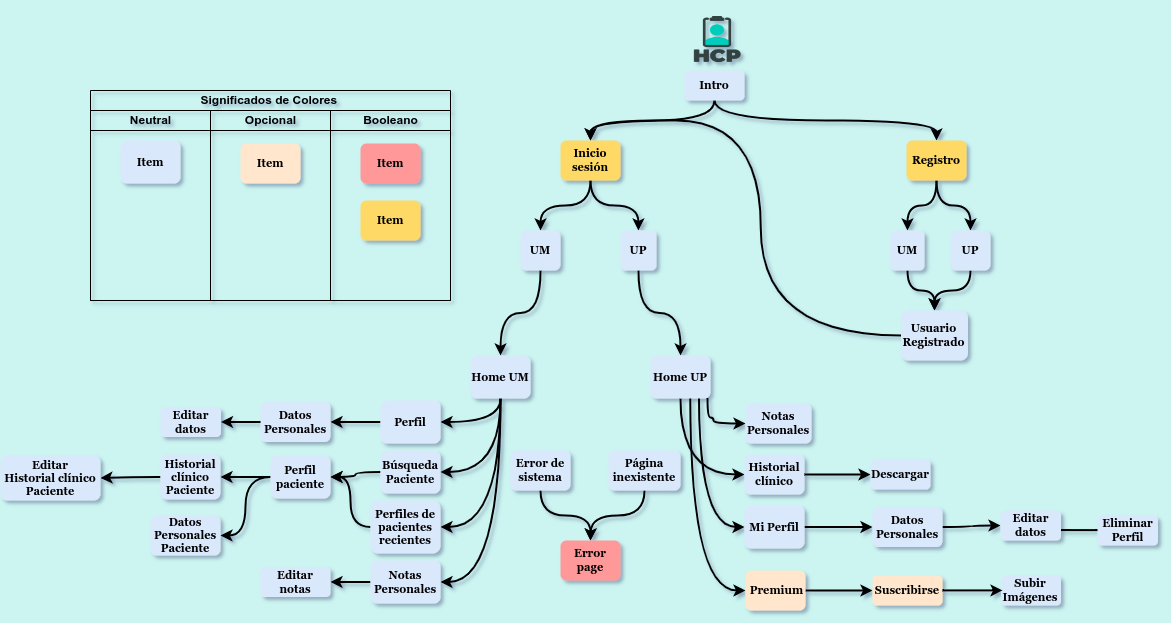 HCP
Intro
Significados de Colores
Neutral
Opcional
Booleano
Item
Item
Item
Item
Inicio
sesión
Registro
UM
UP
UM
UP
Usuario
Registrado
Home UM
Home UP
Editar
datos
Datos
Personales
Perfil
Notas
Personales
Editar
Historial clínico
Paciente
Historial
clínico
Paciente
Perfil
paciente
Búsqueda
Paciente
Error de
sistema
Página
inexistente
Historial
clínico
Descargar
Datos
Personales
Paciente
Perfiles de
pacientes
recientes
Mi Perfil
Datos
Personales
Editar
datos
Eliminar
Perfil
Error
page
Editar
notas
Notas
Personales
Premium
Suscribirse
Subir
Imágenes